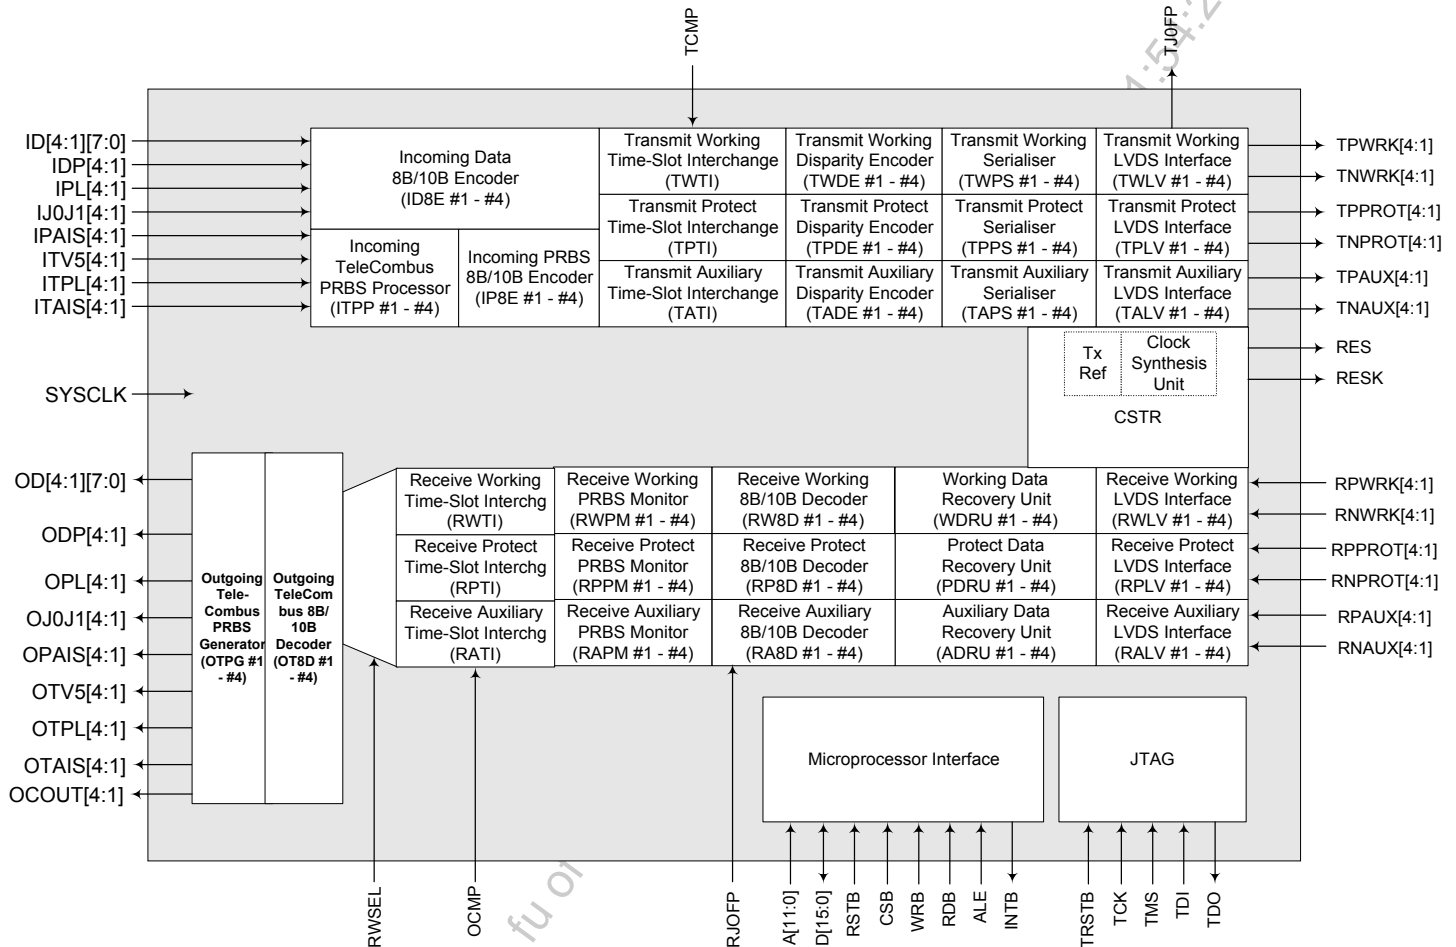 TCMP
TJ0FP
1:54:2
ID[4:1][7:0]
IDP[4:1]
IPL[4:1]
IJ0J1[4:1]
IPAIS[4:1]
ITV5[4:1]
ITPL[4:1]
ITAIS[4:1]
SYSCLK
Incoming Data
8B/10B Encoder
(ID8E #1 - #4)
Incoming
TeleCombus
PRBS Processor
(ITPP #1 - #4)
Incoming PRBS
8B/10B Encoder
(IP8E #1 - #4)
Transmit Working
Time-Slot Interchange
(TWTI)
Transmit Working
Disparity Encoder
(TWDE #1 - #4)
Transmit Working
Serialiser
(TWPS #1 - #4)
Transmit Working
LVDS Interface
(TWLV #1 - #4)
Transmit Protect
Time-Slot Interchange
(TPTI)
Transmit Protect
Disparity Encoder
(TPDE #1 - #4)
Transmit Protect
Serialiser
(TPPS #1 - #4)
Transmit Protect
LVDS Interface
(TPLV #1 - #4)
Transmit Auxiliary
Time-Slot Interchange
(TATI)
Transmit Auxiliary
Disparity Encoder
(TADE #1 - #4)
Transmit Auxiliary
Serialiser
(TAPS #1 - #4)
Transmit Auxiliary
LVDS Interface
(TALV #1 - #4)
TPWRK[4:1]
TNWRK[4:1]
TPPROT[4:1]
TNPROT[4:1]
TPAUX[4:1]
TNAUX[4:1]
RES
RESK
Tx
Ref
Clock
Synthesis
Unit
CSTR
OD[4:1][7:0]
ODP[4:1]
OPL[4:1]
OJ0J1[4:1]
OPAIS[4:1]
OTV5[4:1]
OTPL[4:1]
OTAIS[4:1]
OCOUT[4:1]
Outgoing
Tele-
Combus
PRBS
Generator
(OTPG #1
- #4)
Outgoing
TeleCom
bus 8B/
10B
Decoder
(OT8D #1
- #4)
Receive Working
Time-Slot Interchg
(RWTI)
Receive Working
PRBS Monitor
(RWPM #1 - #4)
Receive Working
8B/10B Decoder
(RW8D #1 - #4)
Working Data
Recovery Unit
(WDRU #1 - #4)
Receive Working
LVDS Interface
(RWLV #1 - #4)
Receive Protect
Time-Slot Interchg
(RPTI)
Receive Protect
PRBS Monitor
(RPPM #1 - #4)
Receive Protect
8B/10B Decoder
(RP8D #1 - #4)
Protect Data
Recovery Unit
(PDRU #1 - #4)
Receive Protect
LVDS Interface
(RPLV #1 - #4)
Receive Auxiliary
Time-Slot Interchg
(RATI)
Receive Auxiliary
PRBS Monitor
(RAPM #1 - #4)
Receive Auxiliary
8B/10B Decoder
(RA8D #1 - #4)
Auxiliary Data
Recovery Unit
(ADRU #1 - #4)
Receive Auxiliary
LVDS Interface
(RALV #1 - #4)
RPWRK[4:1]
RNWRK[4:1]
RPPROT[4:1]
RNPROT[4:1]
RPAUX[4:1]
RNAUX[4:1]
Microprocessor Interface
JTAG
RWSEL
OCMP
RJOFP
A[11:0]
D[15:0]
RSTB
CSB
WRB
RDB
ALE
INTB
TRSTB
TCK
TMS
TDI
TDO
fu of